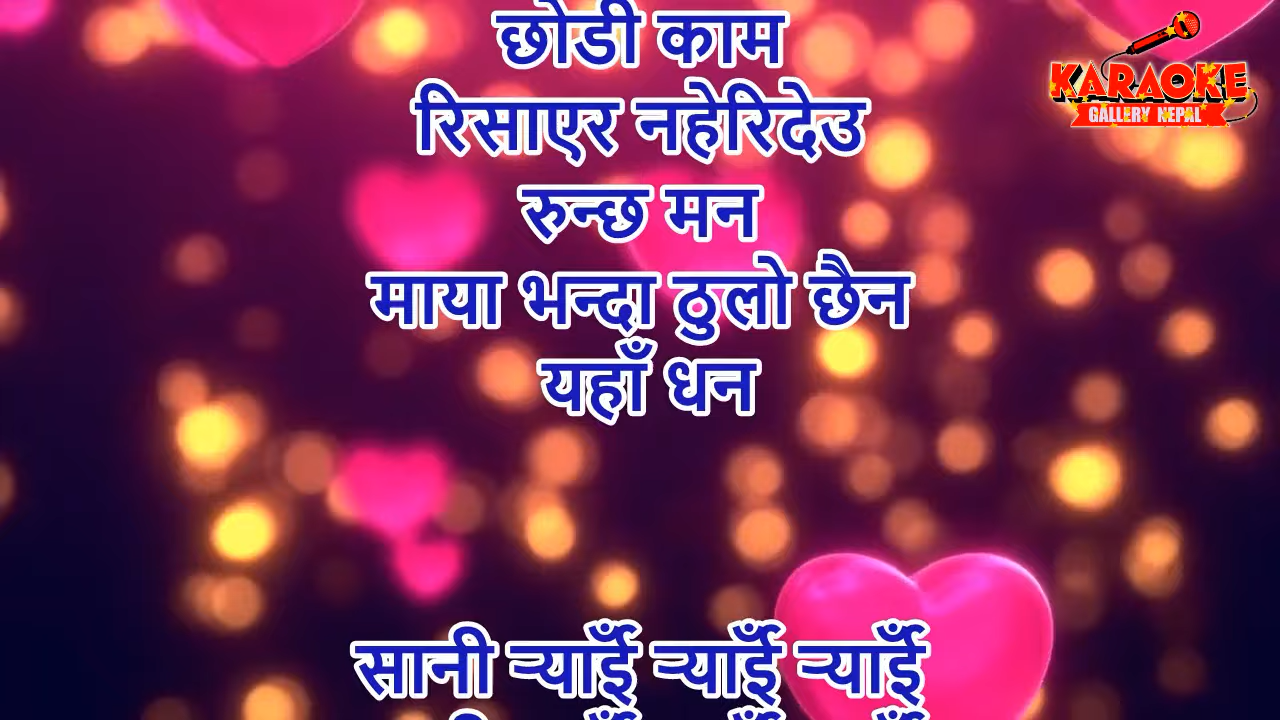 छोडी काम
KARAOKE
GALLERY NEPAL
रिसाएर नहेरिदेउ
रुन्छ मन
माया भन्दा ठुलो छैन
यहाँ धन
सानी ऱ्याईँ ऱ्याईँ ऱ्याईँ